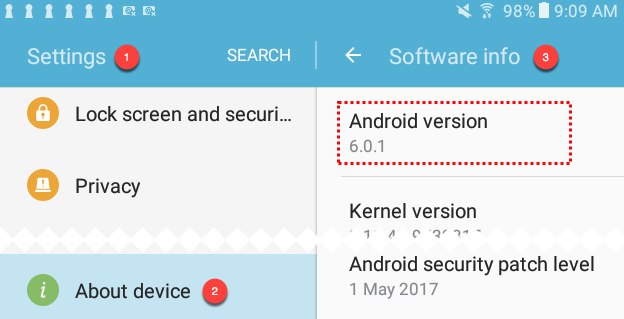 98% 9:09 AM
Settings 1 SEARCH
Software info 3
Lock screen and securi...
Privacy
About device 2
Android version
6.0.1
Kernel version
Android security patch level
1 May 2017